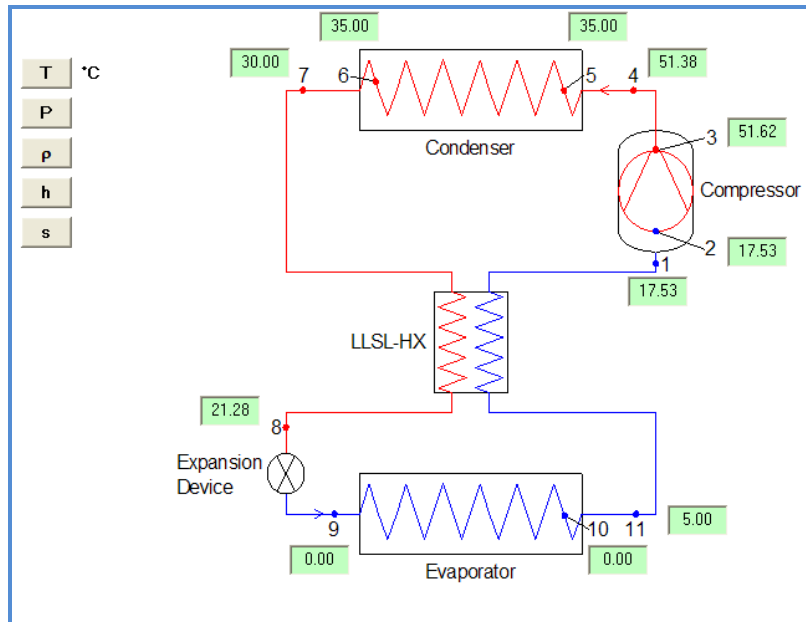 35.00 35.00
T °C 30.00 7 6 5 4 51.38
P
Condenser 3 51.62
ρ
Compressor
h
s 2 17.53
1
17.53
LLSL-HX
21.28
8
Expansion
Device
9 10 11 5.00
0.00 0.00
Evaporator